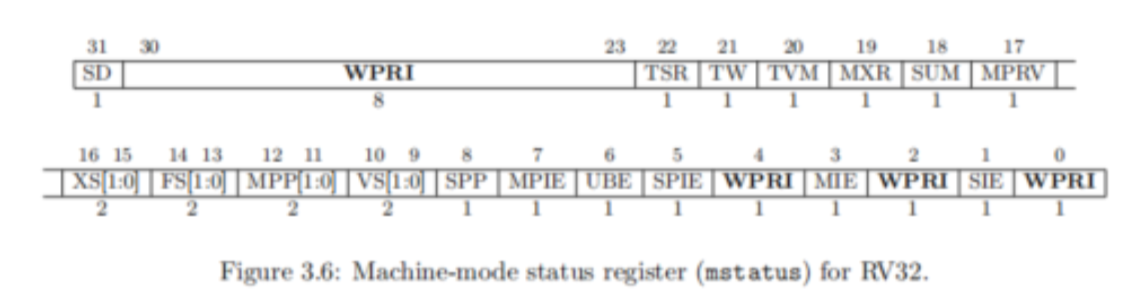 31 30 23 22 21 20 19 18 17
SD WPRI TSR TW TVM MXR SUM MPRV
1 8 1 1 1 1 1 1
16 15 14 13 12 11 10 9 8 7 6 5 4 3 2 1 0
XS[1:0] FS[1:0] MPP[1:0] VS[1:0] SPP MPIE UBE SPIE WPRI MIE WPRI SIE WPRI
2 2 2 2 1 1 1 1 1 1 1 1 1
Figure 3.6: Machine-mode status register (mstatus) for RV32.